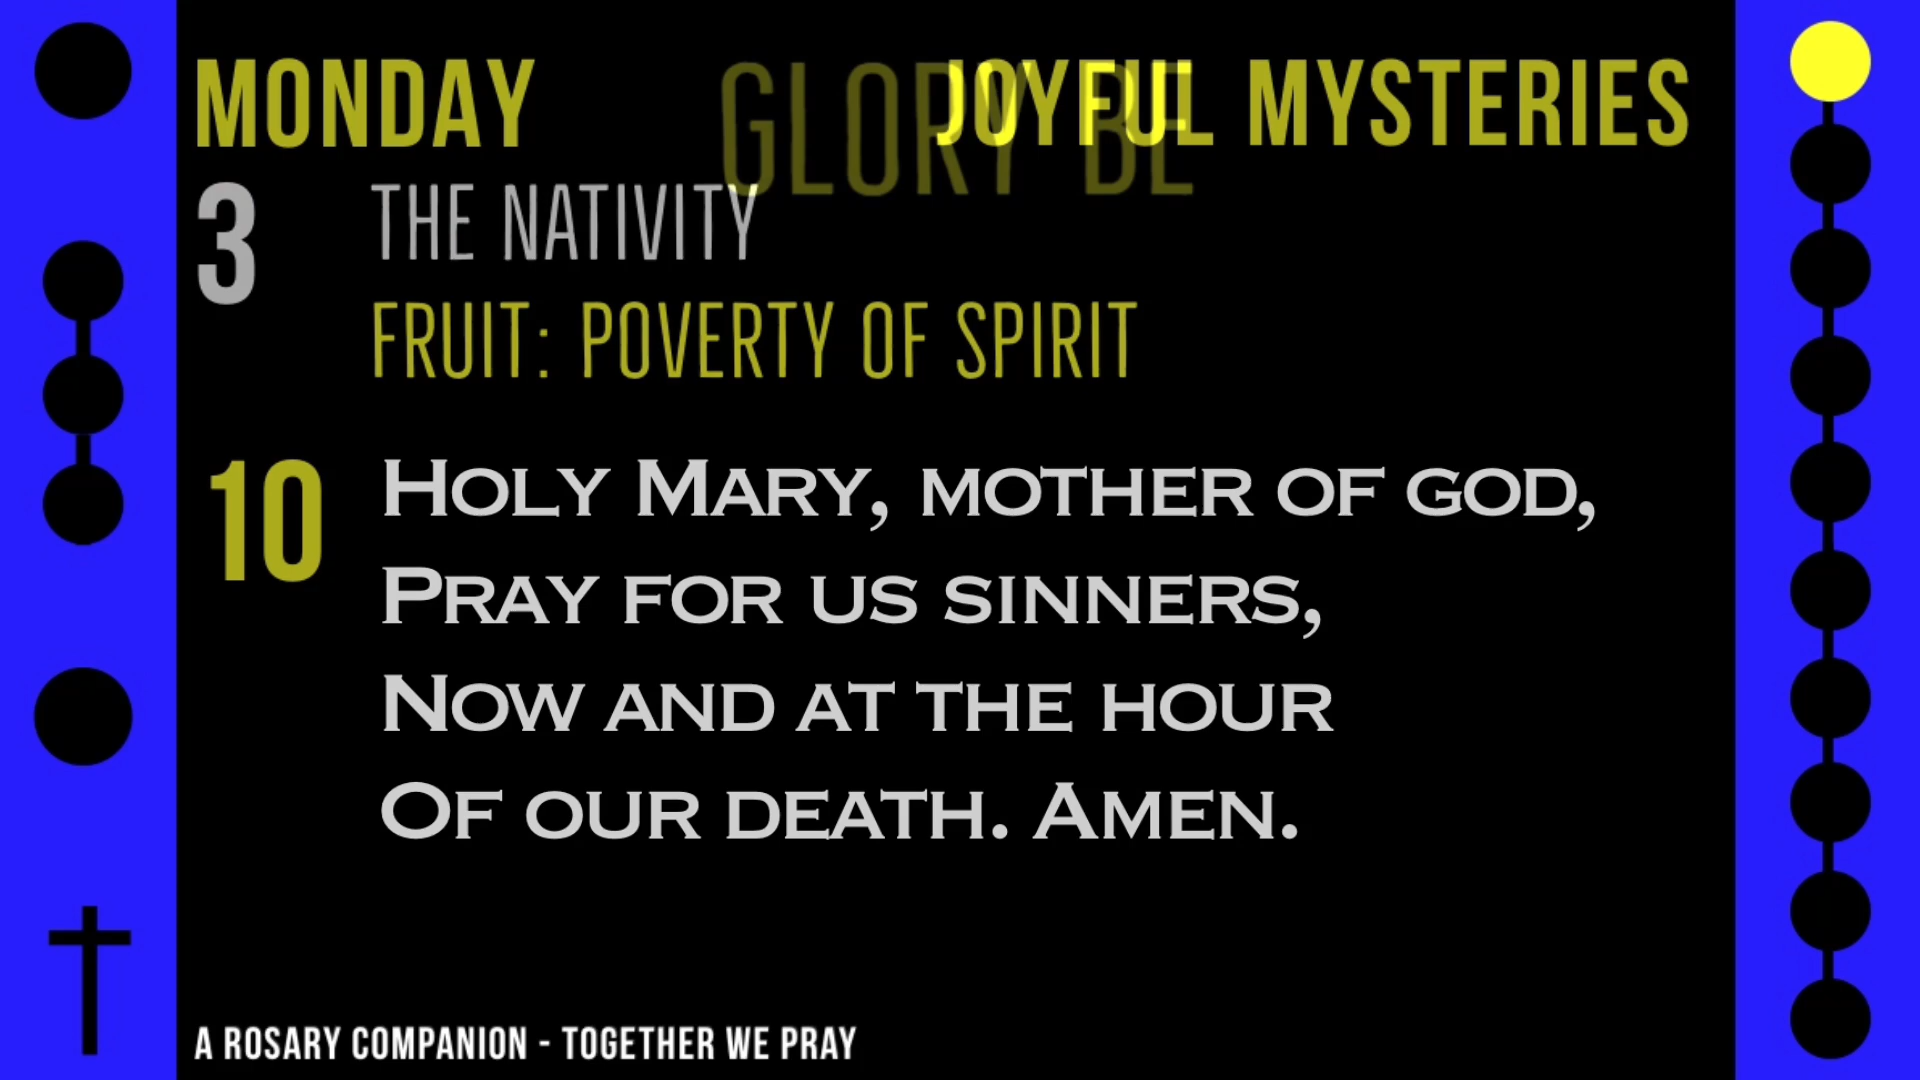 MONDAY
GLORY BE
JOYFUL MYSTERIES
3
THE NATIVITY
FRUIT: POVERTY OF SPIRIT
10
HOLY MARY, MOTHER OF GOD,
PRAY FOR US SINNERS,
NOW AND AT THE HOUR
OF OUR DEATH. AMEN.
A ROSARY COMPANION - TOGETHER WE PRAY